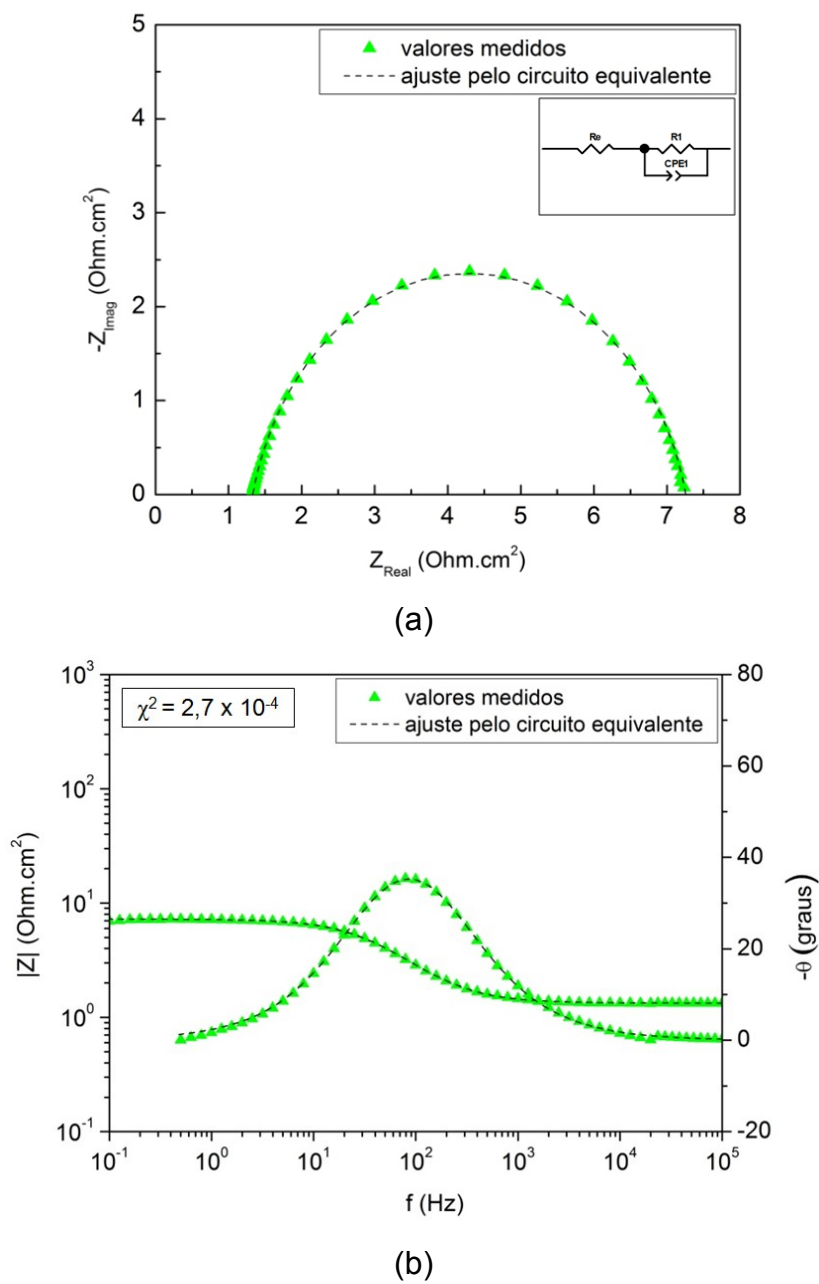 valores medidos
ajuste pelo circuito equivalente
Re
R1
CPE1
5
4
3
2
1
0
-Z_Imag (Ohm.cm²)
0 1 2 3 4 5 6 7 8
Z_Real (Ohm.cm²)
(a)
χ² = 2,7 x 10⁻⁴
valores medidos
ajuste pelo circuito equivalente
10³
10²
10¹
10⁰
10⁻¹
|Z| (Ohm.cm²)
80
60
40
20
0
-20
-θ (graus)
10⁻¹ 10⁰ 10¹ 10² 10³ 10⁴ 10⁵
f (Hz)
(b)